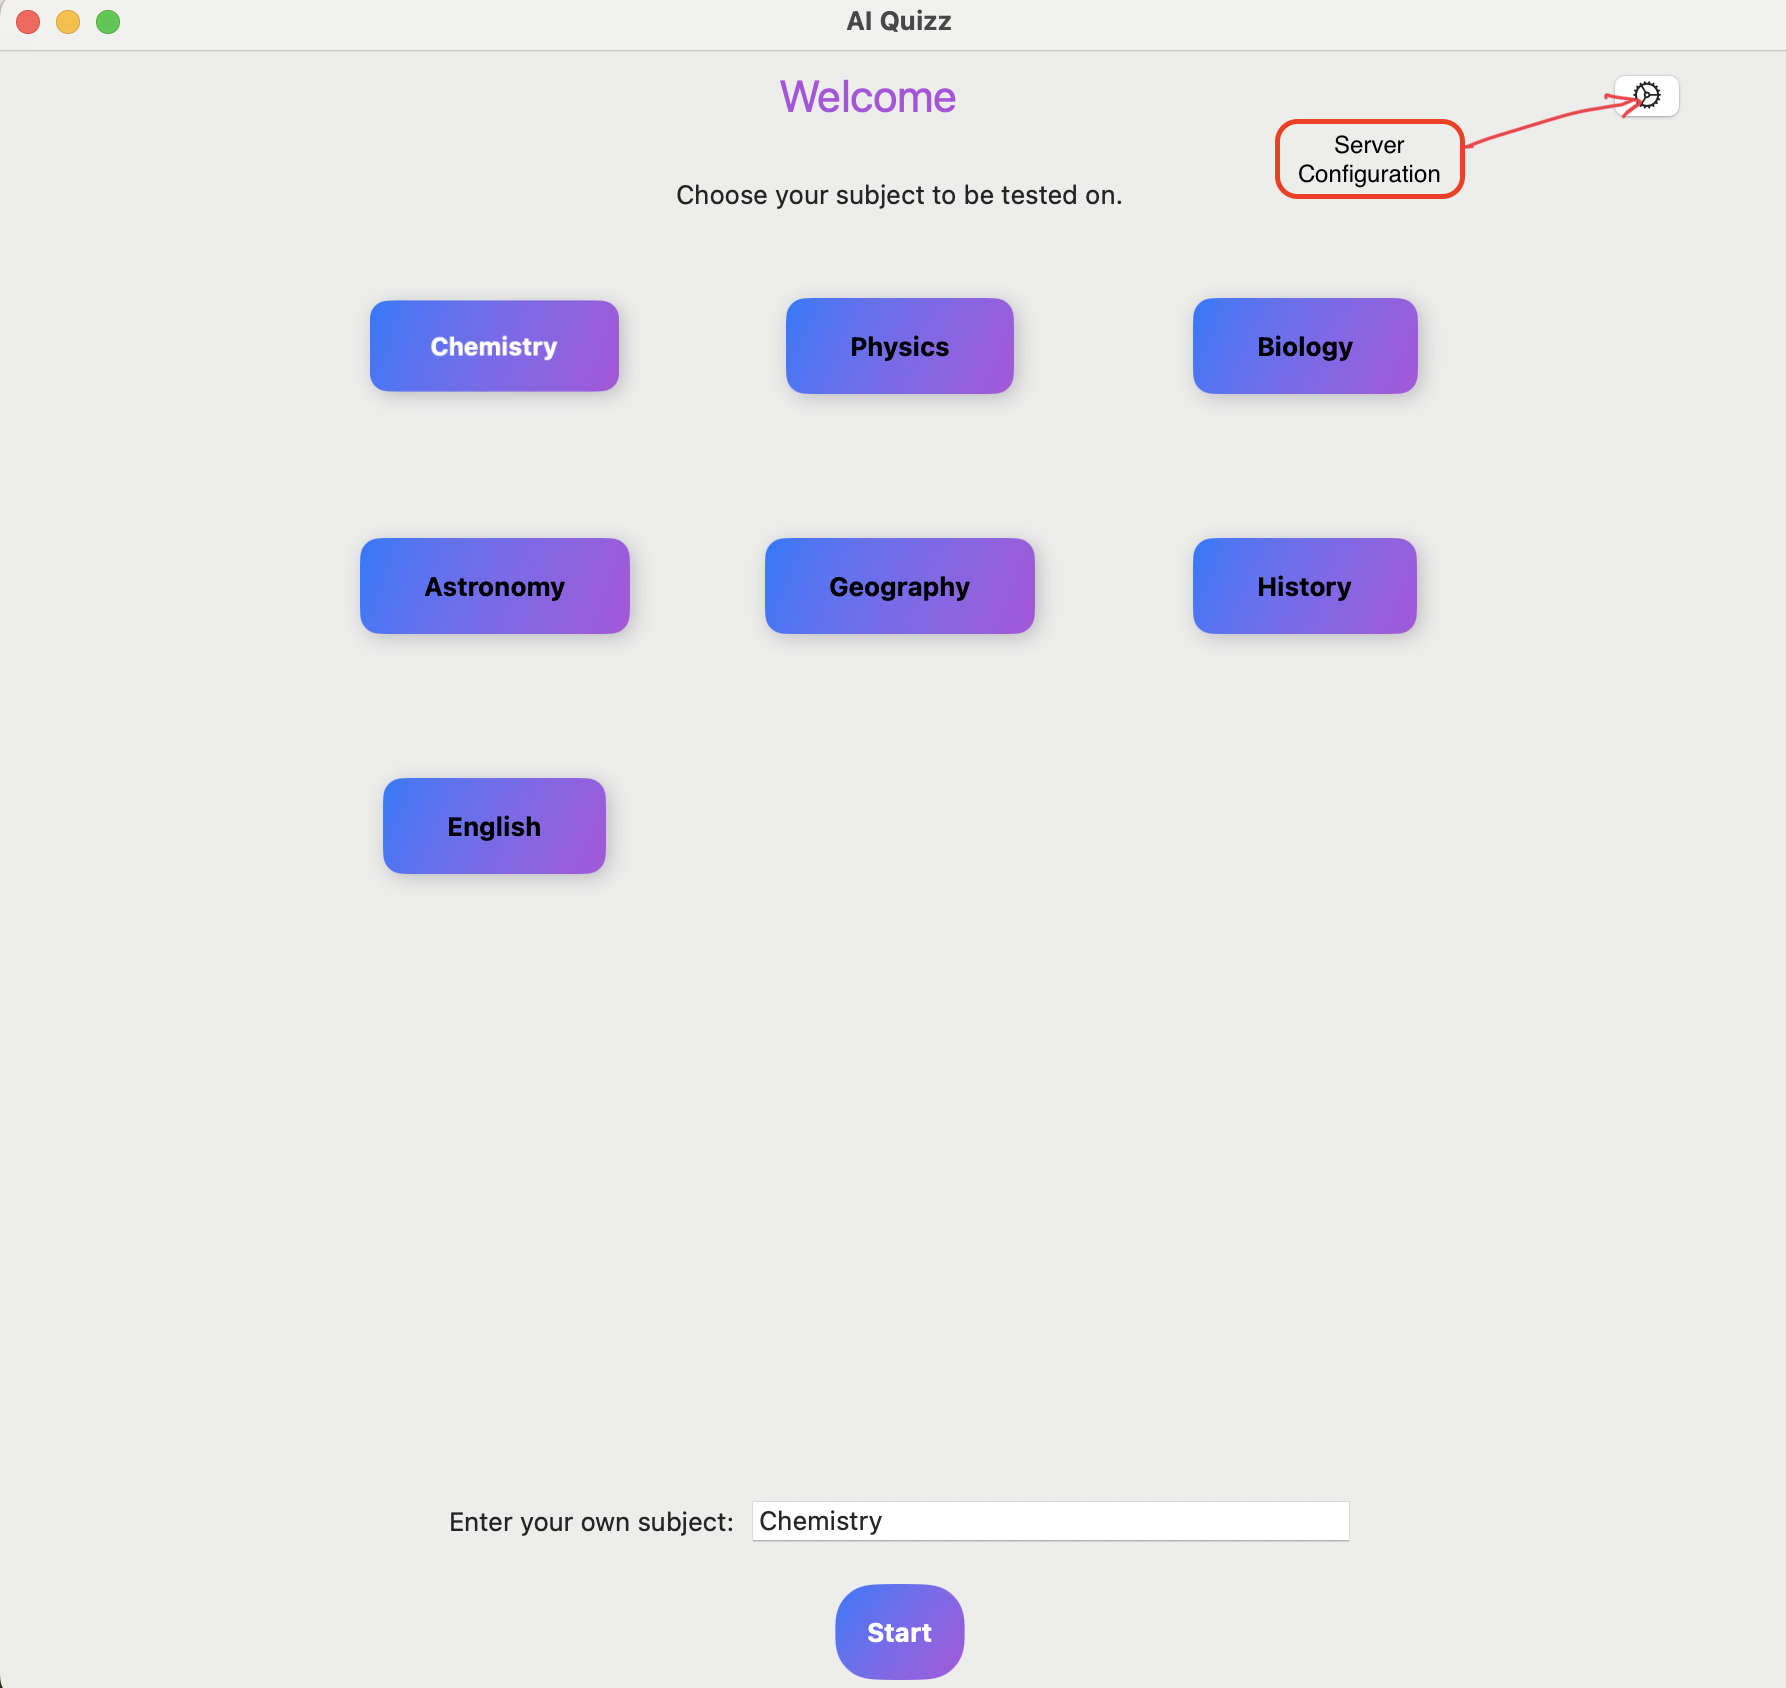 AI Quizz
Welcome
Server
Configuration
Choose your subject to be tested on.
Chemistry
Physics
Biology
Astronomy
Geography
History
English
Enter your own subject:
Chemistry
Start